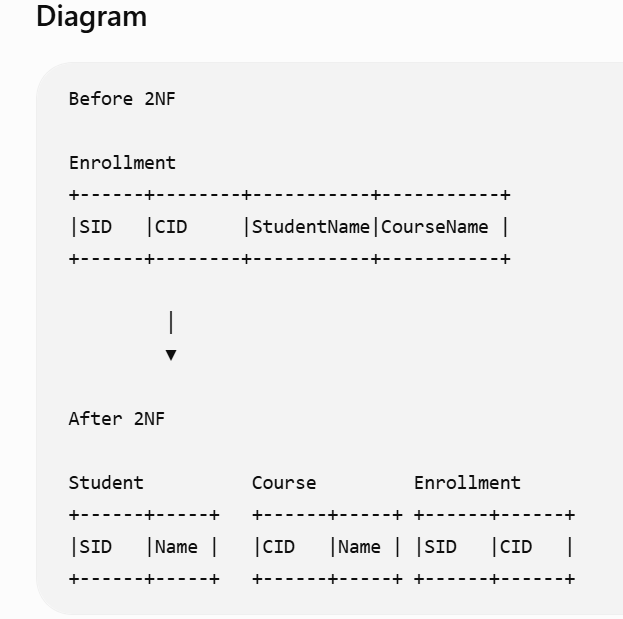 Diagram
Before 2NF
Enrollment
+------+--------+-----------+-----------+
|SID   |CID     |StudentName|CourseName |
+------+--------+-----------+-----------+
         |
         ▼
After 2NF
Student          Course         Enrollment
+------+-----+   +------+-----+ +------+------+
|SID   |Name |   |CID   |Name | |SID   |CID   |
+------+-----+   +------+-----+ +------+------+